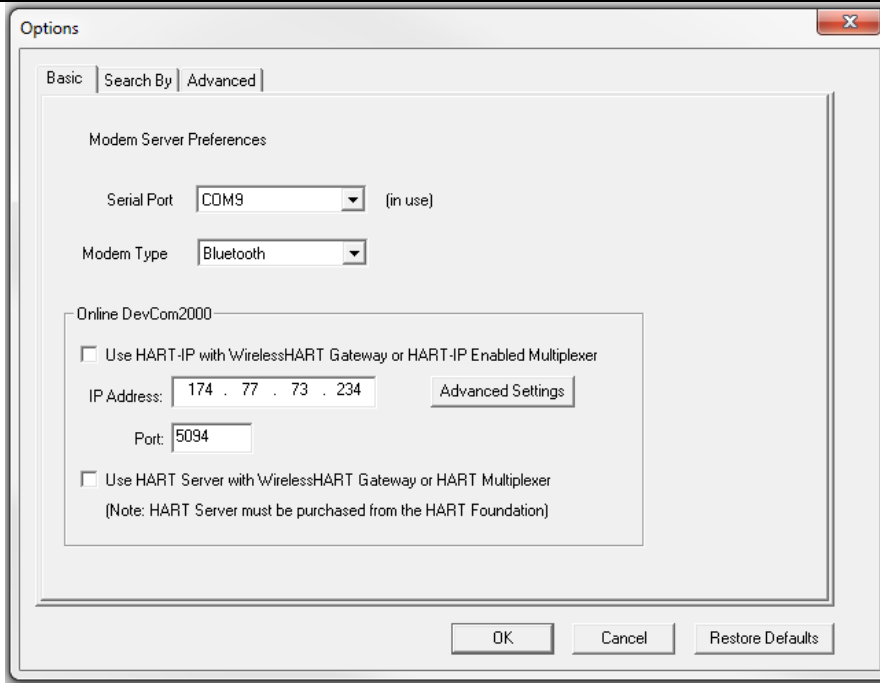 Options
Basic Search By Advanced
Modem Server Preferences
Serial Port COM9 (in use)
Modem Type Bluetooth
Online DevCom2000
Use HART-IP with WirelessHART Gateway or HART-IP Enabled Multiplexer
IP Address: 174 . 77 . 73 . 234 Advanced Settings
Port: 5094
Use HART Server with WirelessHART Gateway or HART Multiplexer
(Note: HART Server must be purchased from the HART Foundation)
OK Cancel Restore Defaults